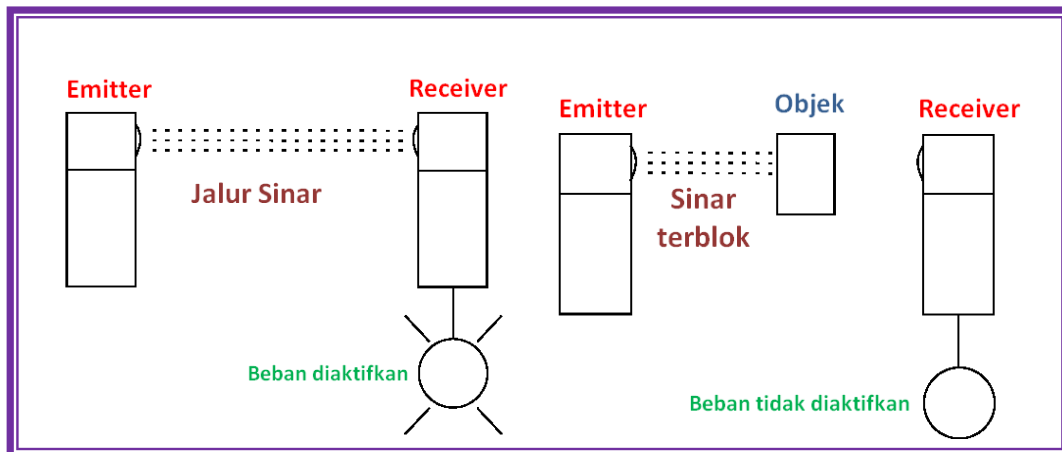 Emitter
Receiver
Jalur Sinar
Beban diaktifkan
Emitter
Objek
Receiver
Sinar
terblok
Beban tidak diaktifkan